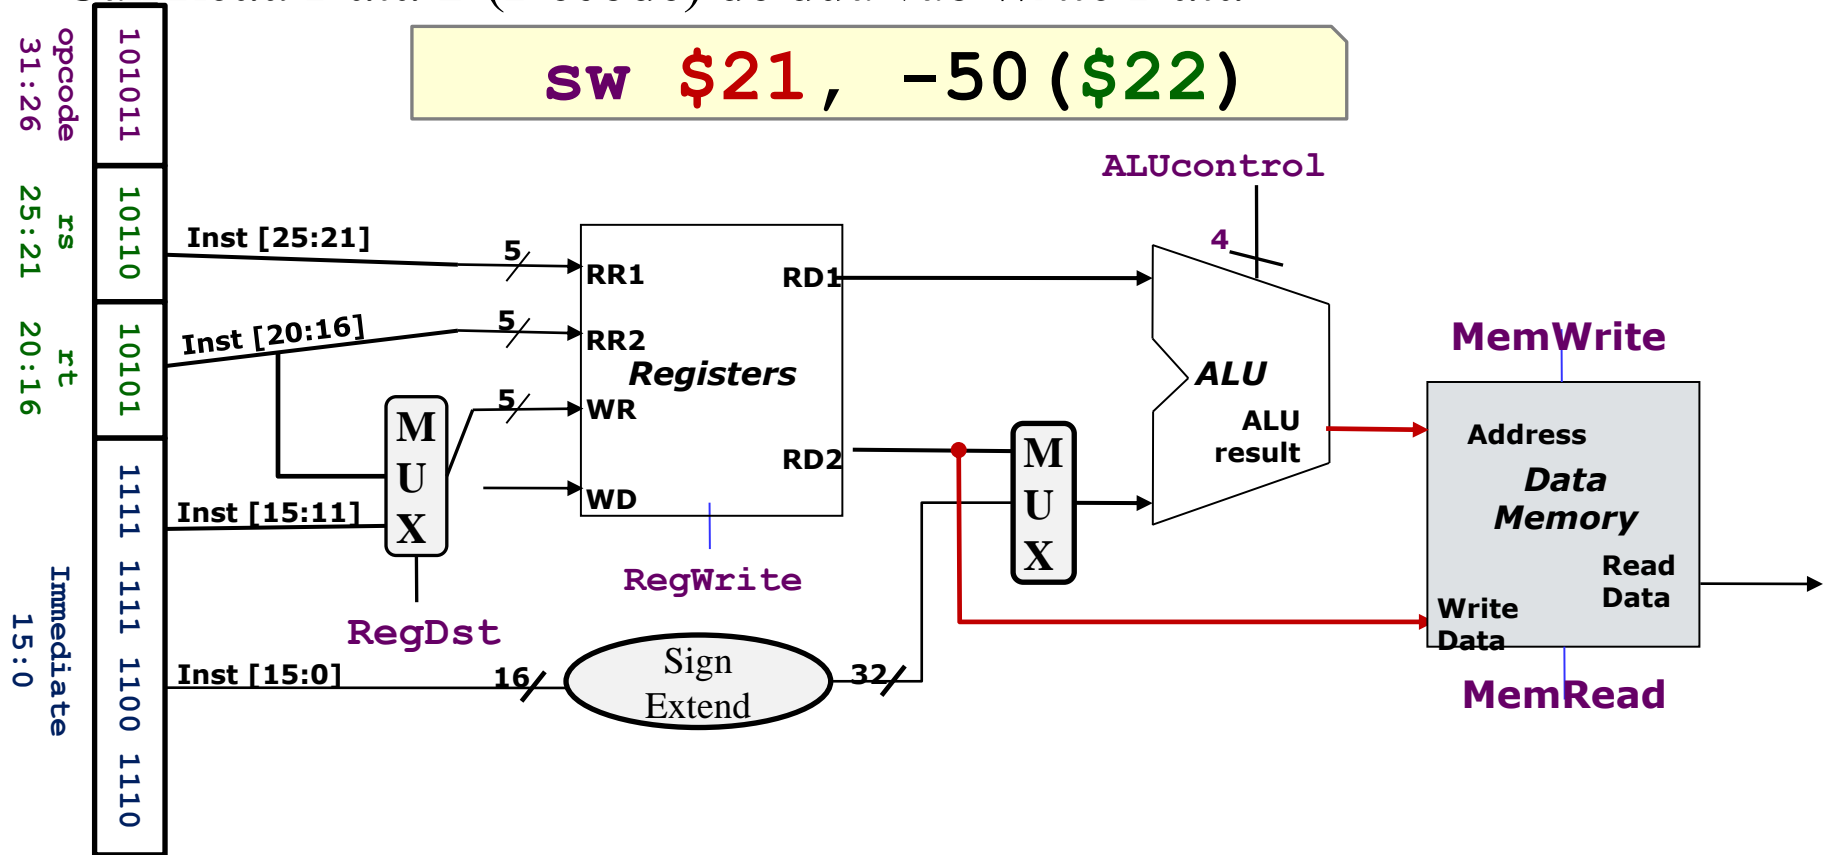 sw $21, -50($22)
opcode
31:26
101011
rs
25:21
10110
rt
20:16
10101
Immediate
15:0
1111 1111 1100 1110
Inst [25:21]
5
RR1
Inst [20:16]
5
RR2
5
WR
WD
Inst [15:11]
MUX
RegDst
Registers
RD1
RD2
RegWrite
Inst [15:0]
16
Sign
Extend
32
MUX
ALUcontrol
4
ALU
ALU
result
MemWrite
Address
Data
Memory
Read
Data
Write
Data
MemRead